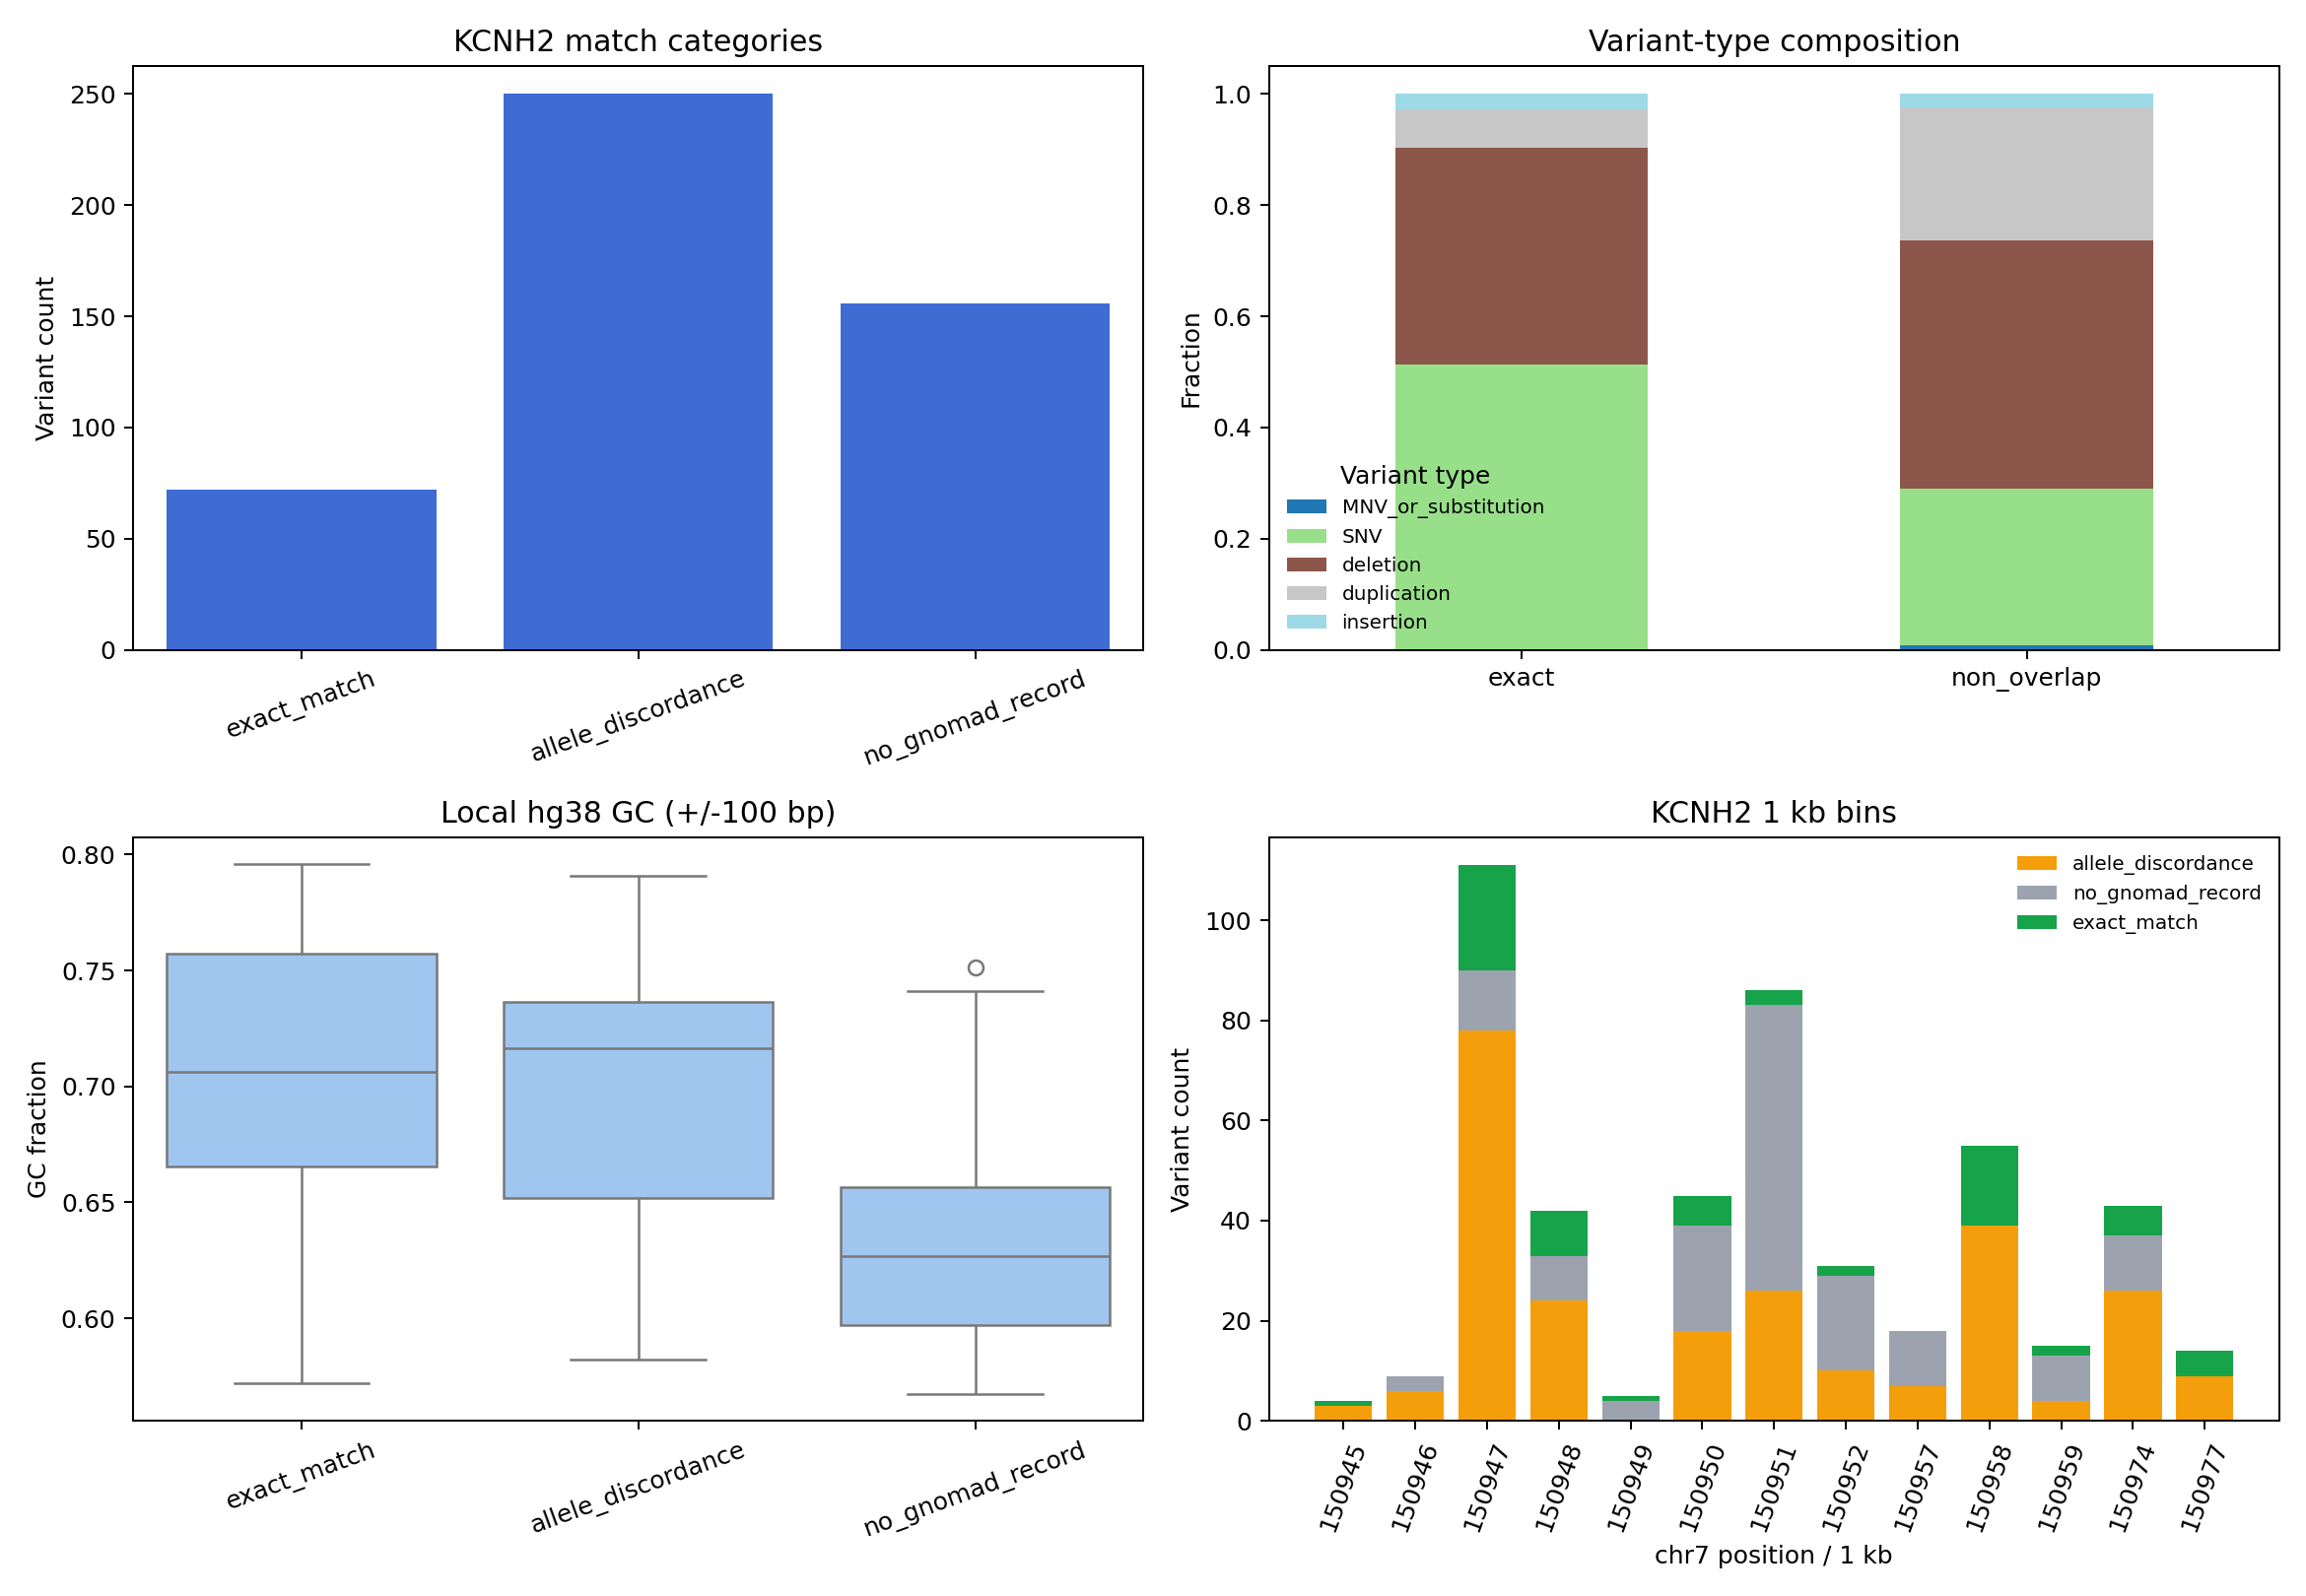 KCNH2 match categories
Variant count
250
200
150
100
50
0
exact_match
allele_discordance
no_gnomad_record
Variant-type composition
Fraction
1.0
0.8
0.6
0.4
0.2
0.0
Variant type
MNV_or_substitution
SNV
deletion
duplication
insertion
exact
non_overlap
Local hg38 GC (+/-100 bp)
GC fraction
0.80
0.75
0.70
0.65
0.60
exact_match
allele_discordance
no_gnomad_record
KCNH2 1 kb bins
Variant count
100
80
60
40
20
0
allele_discordance
no_gnomad_record
exact_match
150945
150946
150947
150948
150949
150950
150951
150952
150957
150958
150959
150974
150977
chr7 position / 1 kb